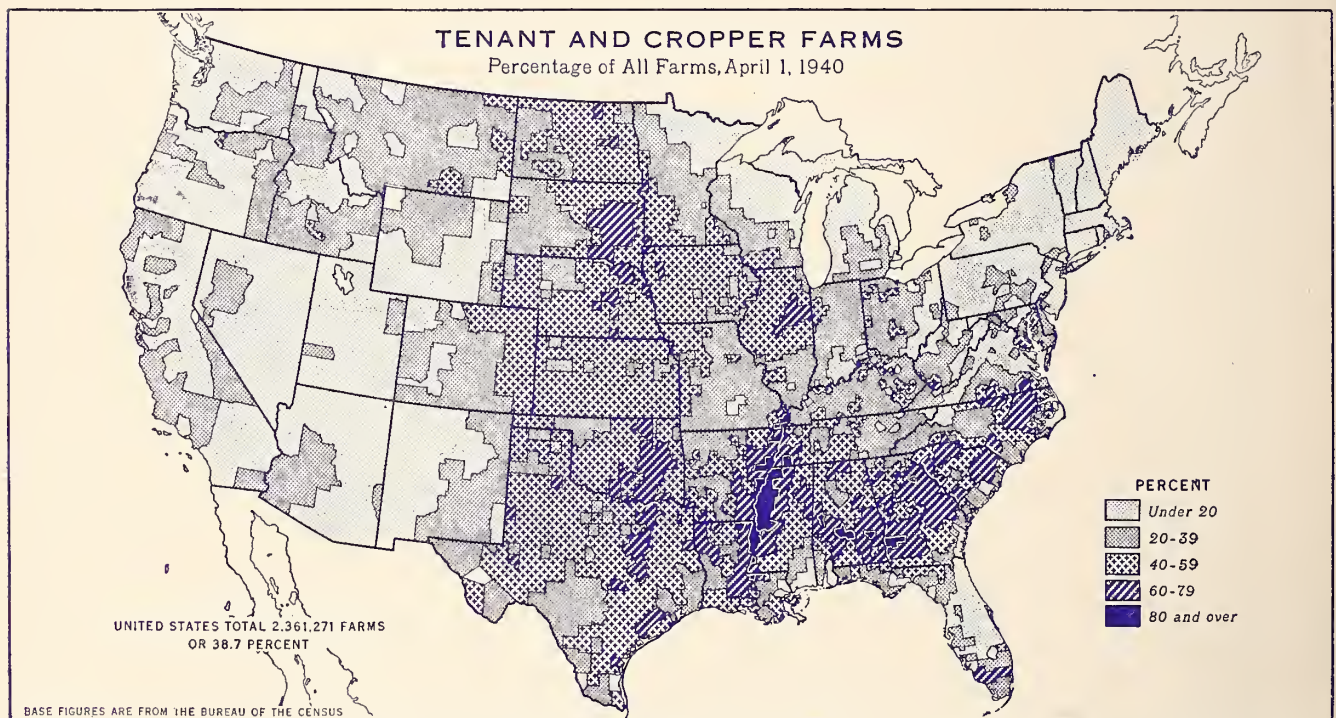 TENANT AND CROPPER FARMS
Percentage of All Farms, April 1, 1940
PERCENT
Under 20
20-39
40-59
60-79
80 and over
UNITED STATES TOTAL 2,361,271 FARMS
OR 38.7 PERCENT
BASE FIGURES ARE FROM THE BUREAU OF THE CENSUS